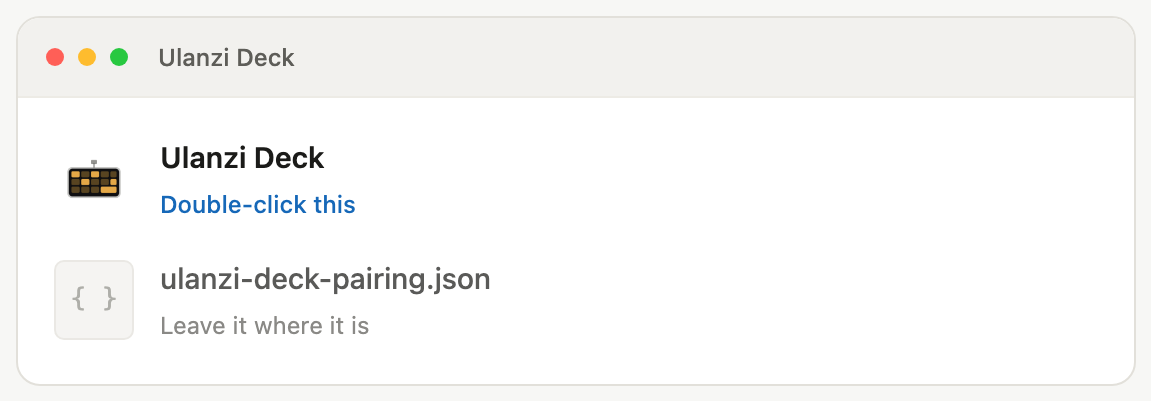 Ulanzi Deck
Ulanzi Deck
Double-click this
{ }
ulanzi-deck-pairing.json
Leave it where it is